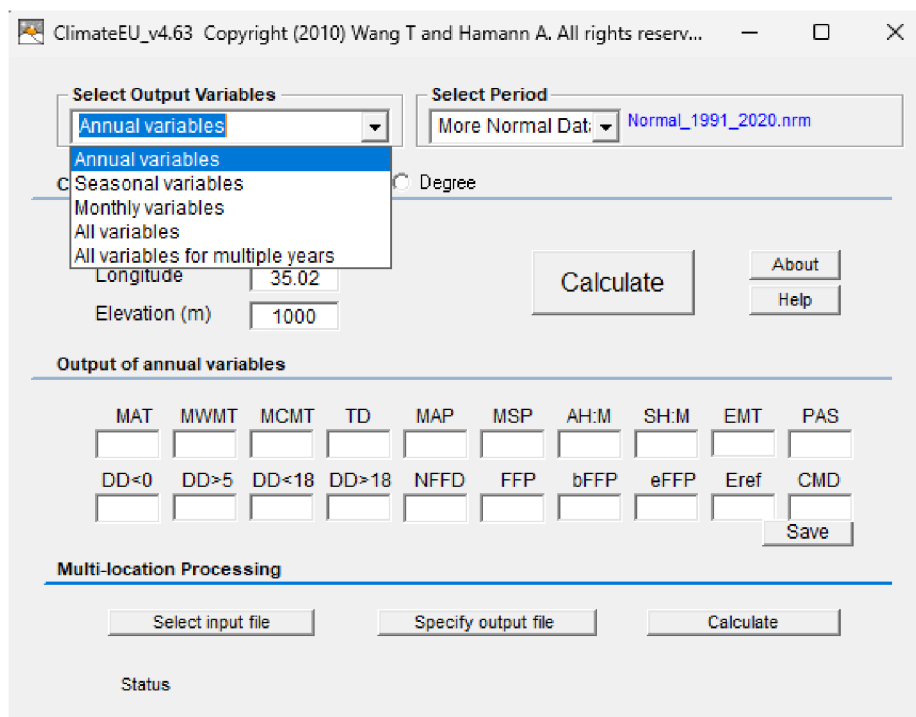 ClimateEU_v4.63 Copyright (2010) Wang T and Hamann A. All rights reserv...
Select Output Variables
Select Period
Annual variables
More Normal Dat
Normal_1991_2020.nrm
Annual variables
C
Seasonal variables
Degree
Monthly variables
All variables
All variables for multiple years
Longitude
35.02
Elevation (m)
1000
Calculate
About
Help
Output of annual variables
MAT MWMT MCMT TD MAP MSP AH:M SH:M EMT PAS
DD<0 DD>5 DD<18 DD>18 NFFD FFP bFFP eFFP Eref CMD
Save
Multi-location Processing
Select input file
Specify output file
Calculate
Status